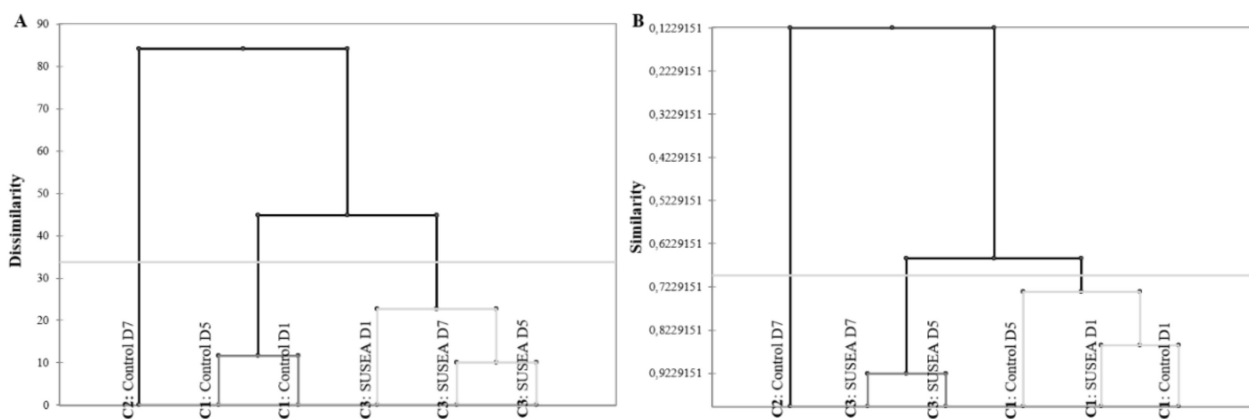 A
Dissimilarity
90
80
70
60
50
40
30
20
10
0
C2: Control D7
C1: Control D5
C1: Control D1
C3: SUSEA D1
C3: SUSEA D7
C3: SUSEA D5
B
Similarity
0,1229151
0,2229151
0,3229151
0,4229151
0,5229151
0,6229151
0,7229151
0,8229151
0,9229151
C2: Control D7
C3: SUSEA D7
C3: SUSEA D5
C1: Control D5
C1: SUSEA D1
C1: Control D1